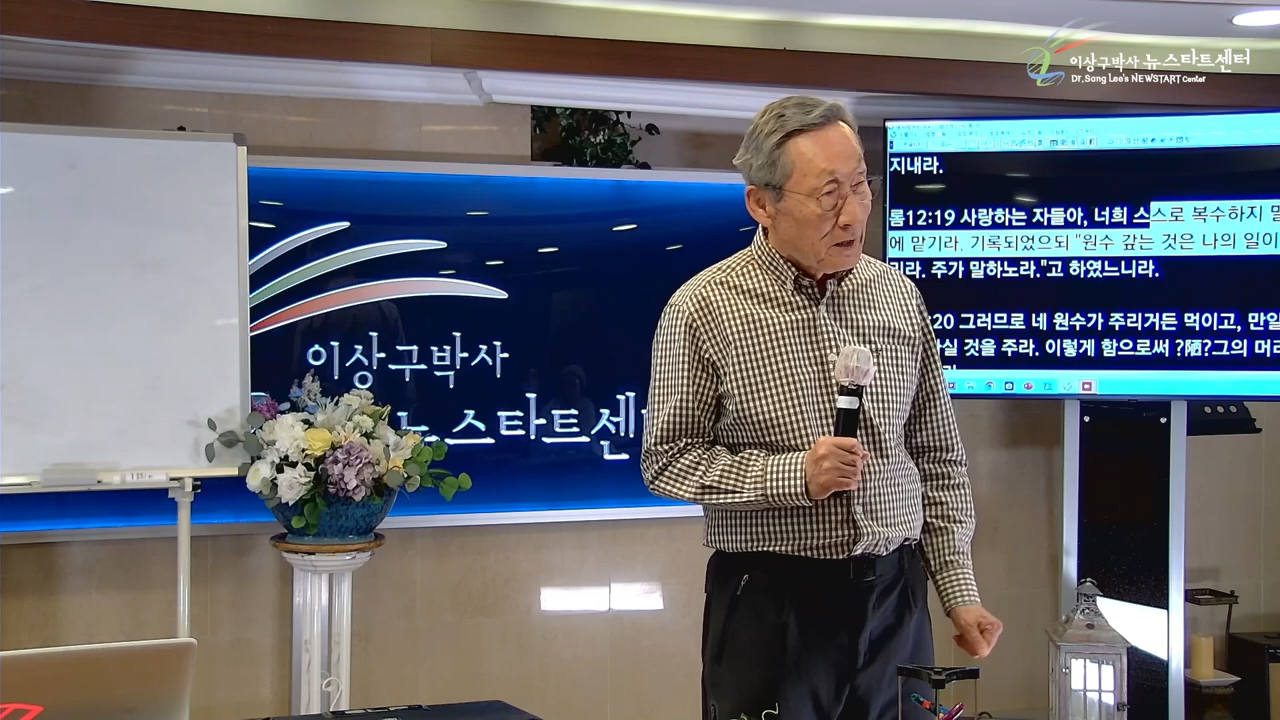 이상구박사 뉴스타트센터
Dr. Sang Lee's NEWSTART Center
지내라.
롬12:19 사랑하는 자들아, 너희 스스로 복수하지 말
에 맡기라. 기록되었으되 "원수 갚는 것은 나의 일이
리라. 주가 말하노라."고 하였느니라.
20 그러므로 네 원수가 주리거든 먹이고, 만일
실 것을 주라. 이렇게 함으로써 ?陋?그의 머리
이상구박사
뉴스타트센